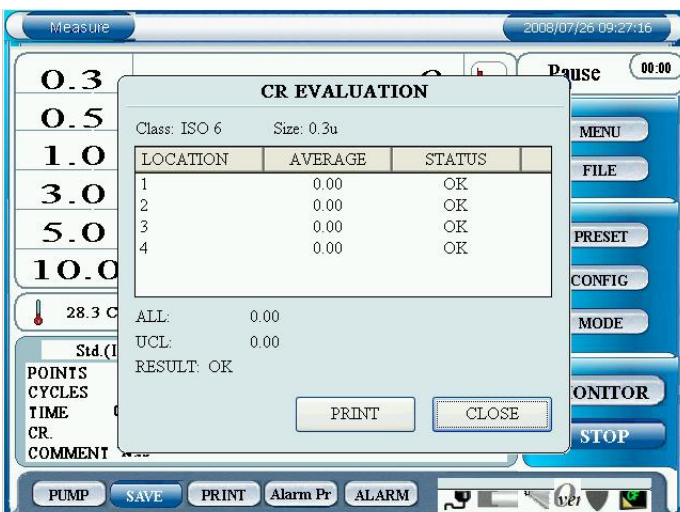 Measure
2008/07/26 09:27:16
0.3
0.5
1.0
3.0
5.0
10.0
28.3 C
Std.(I
POINTS
CYCLES
TIME
CR.
COMMENT
CR EVALUATION
Class: ISO 6 Size: 0.3u
LOCATION AVERAGE STATUS
1 0.00 OK
2 0.00 OK
3 0.00 OK
4 0.00 OK
ALL: 0.00
UCL: 0.00
RESULT: OK
PRINT CLOSE
Pause 00:00
MENU
FILE
PRESET
CONFIG
MODE
ONITOR
STOP
PUMP SAVE PRINT Alarm Pr ALARM
Over
CF